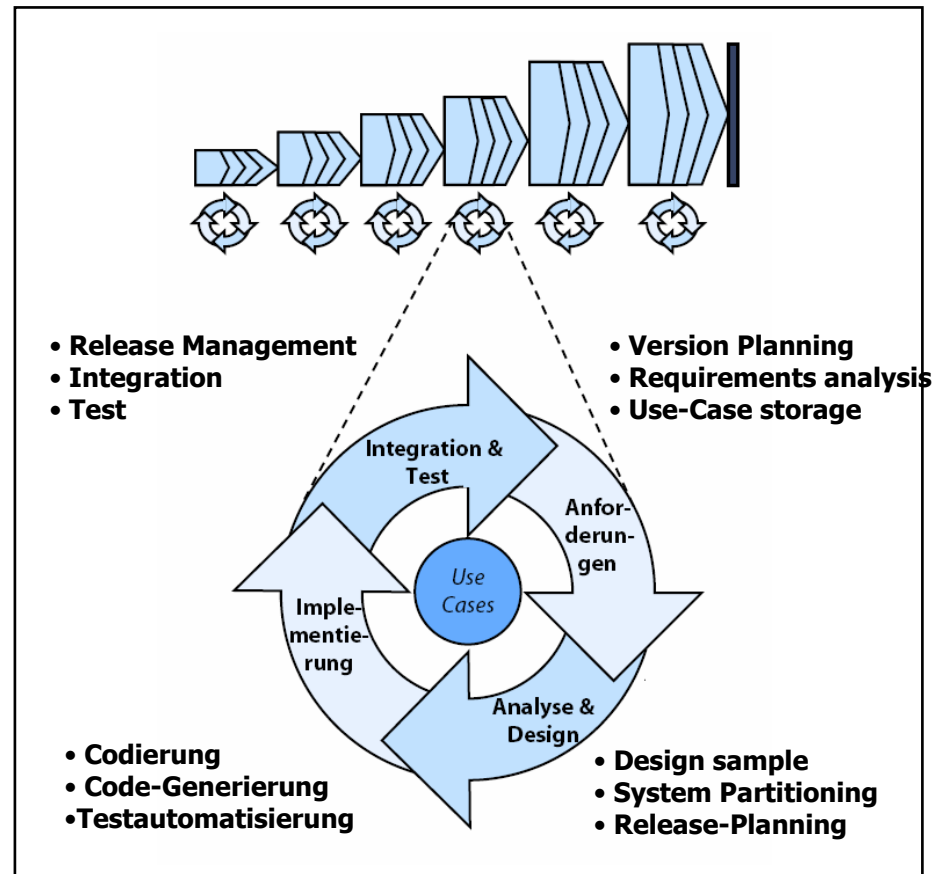 • Release Management
• Integration
• Test
• Version Planning
• Requirements analysis
• Use-Case storage
Integration &
Test
Anfor-
derun-
gen
Use
Cases
Imple-
mentie-
rung
Analyse &
Design
• Codierung
• Code-Generierung
•Testautomatisierung
• Design sample
• System Partitioning
• Release-Planning